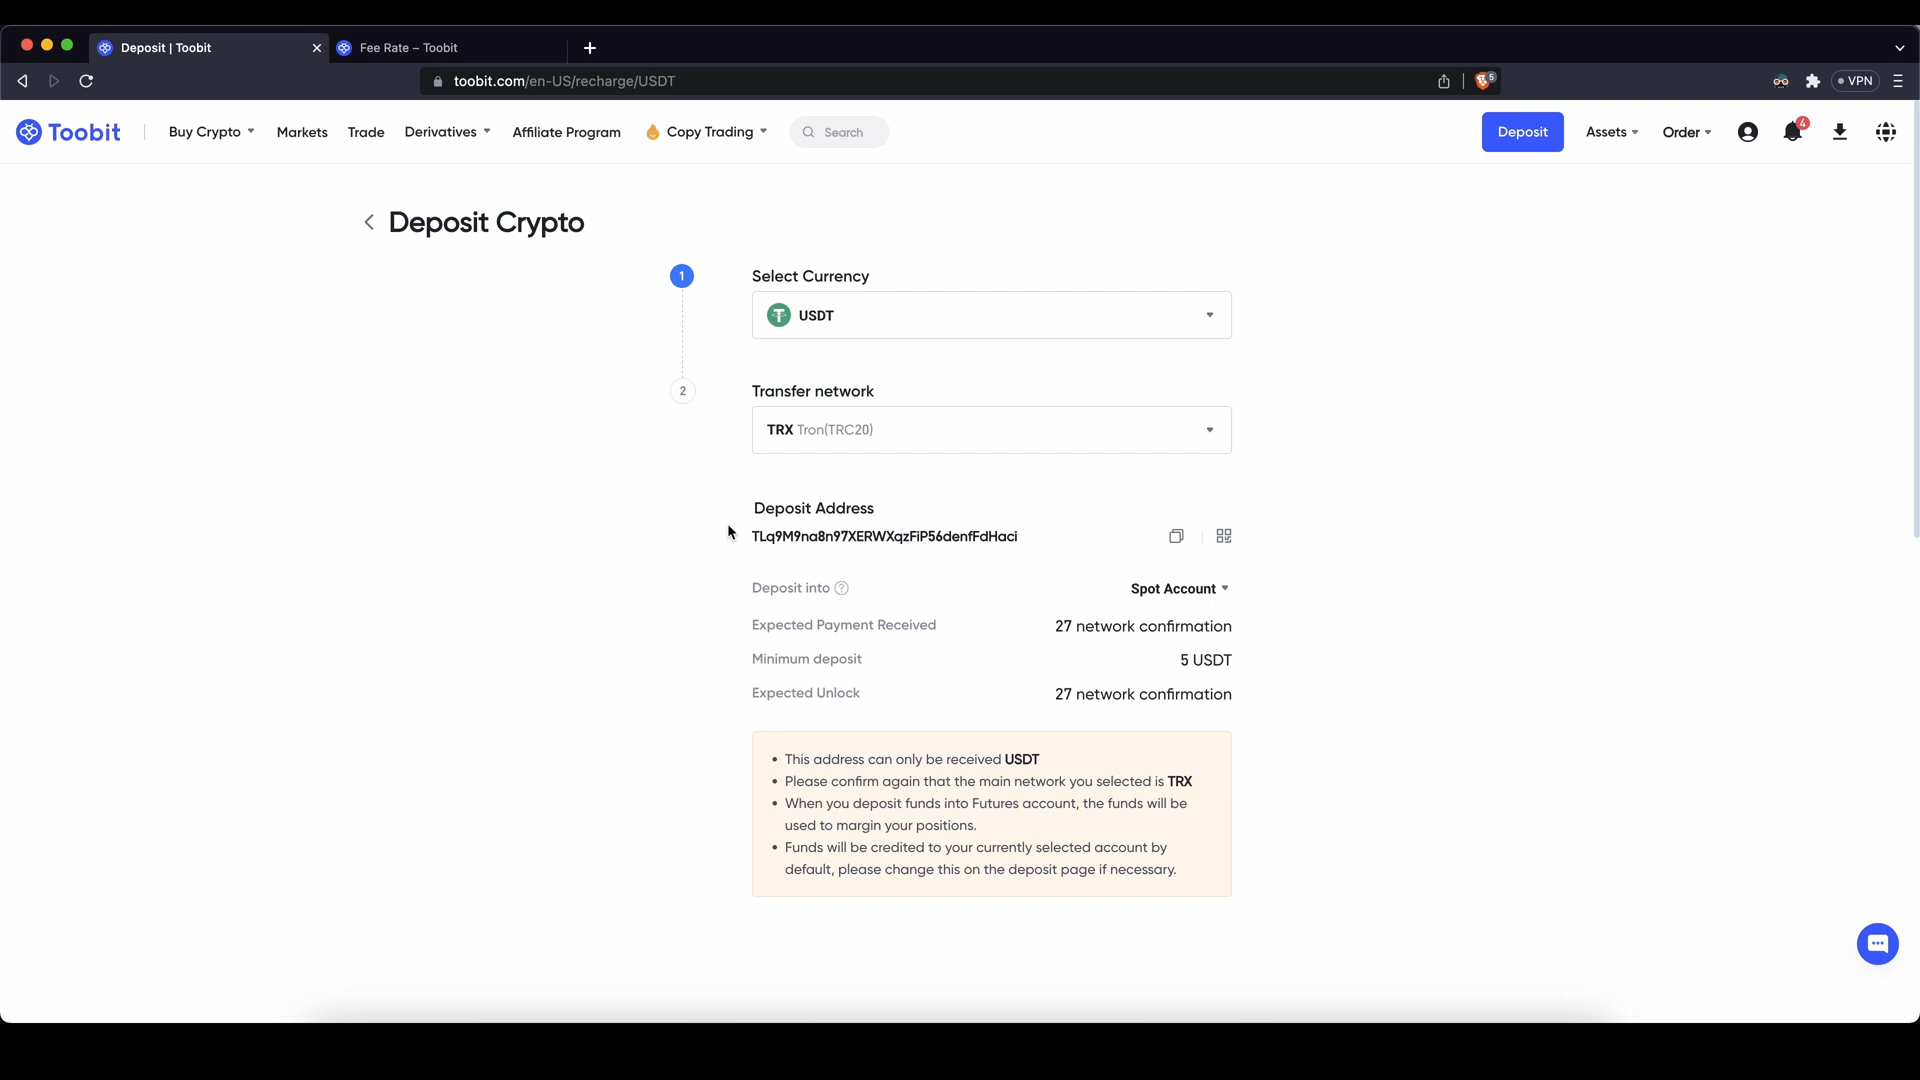 Deposit | Toobit
Fee Rate – Toobit
toobit.com/en-US/recharge/USDT
5
VPN
Toobit
Buy Crypto
Markets
Trade
Derivatives
Affiliate Program
Copy Trading
Search
Deposit
Assets
Order
4
Deposit Crypto
1
Select Currency
USDT
2
Transfer network
TRX Tron(TRC20)
Deposit Address
TLq9M9na8n97XERWXqzFiP56denfFdHaci
Deposit into ?
Spot Account
Expected Payment Received
27 network confirmation
Minimum deposit
5 USDT
Expected Unlock
27 network confirmation
• This address can only be received USDT
• Please confirm again that the main network you selected is TRX
• When you deposit funds into Futures account, the funds will be
used to margin your positions.
• Funds will be credited to your currently selected account by
default, please change this on the deposit page if necessary.